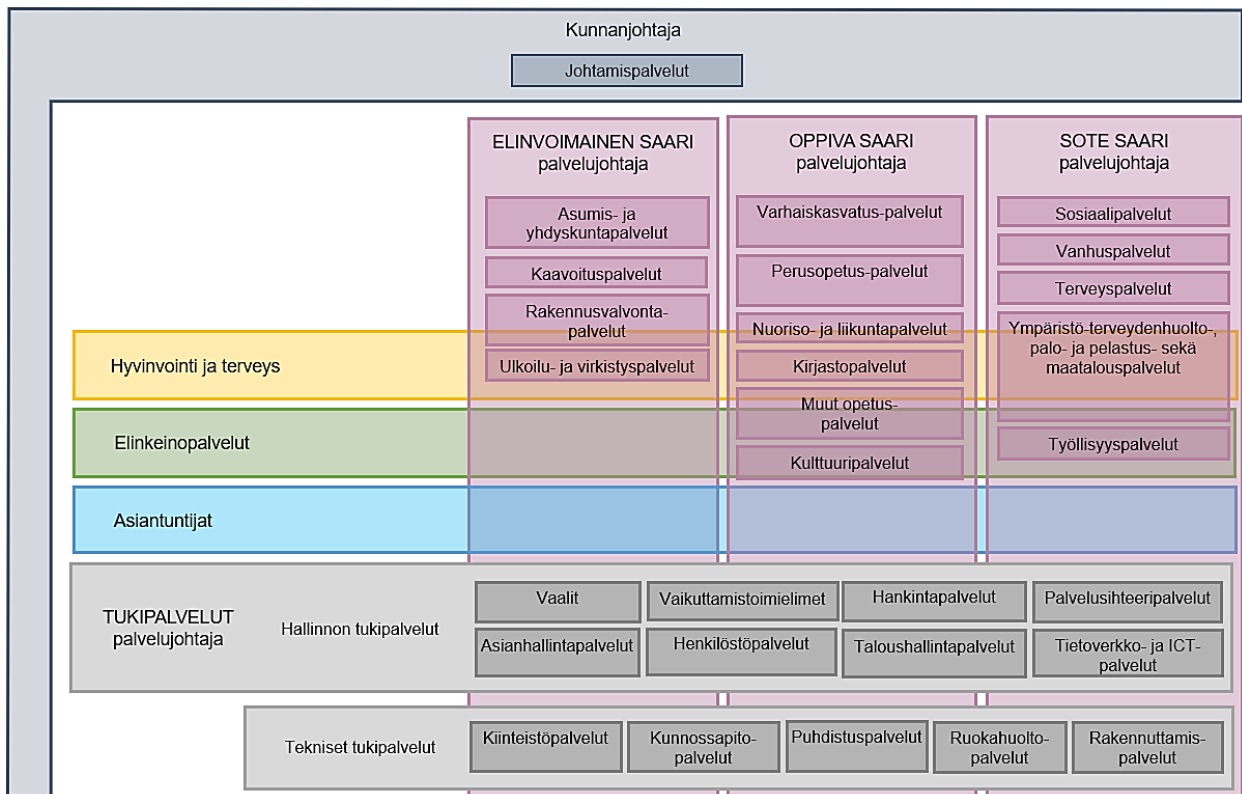 Kunnanjohtaja
Johtamispalvelut
ELINVOIMAINEN SAARI
palvelujohtaja
Asumis- ja
yhdyskuntapalvelut
Kaavoituspalvelut
Rakennusvalvonta-
palvelut
Ulkoilu- ja virkistyspalvelut
OPPIVA SAARI
palvelujohtaja
Varhaiskasvatus-palvelut
Perusopetus-palvelut
Nuoriso- ja liikuntapalvelut
Kirjastopalvelut
Muut opetus-
palvelut
Kulttuuripalvelut
SOTE SAARI
palvelujohtaja
Sosiaalipalvelut
Vanhuspalvelut
Terveyspalvelut
Ympäristö-terveydenhuolto-,
palo- ja pelastus- sekä
maatalouspalvelut
Työllisyyspalvelut
Hyvinvointi ja terveys
Elinkeinopalvelut
Asiantuntijat
TUKIPALVELUT
palvelujohtaja
Hallinnon tukipalvelut
Vaalit
Vaikuttamistoimielimet
Hankintapalvelut
Palvelusihteeripalvelut
Asianhallintapalvelut
Henkilöstöpalvelut
Taloushallintapalvelut
Tietoverkko- ja ICT-
palvelut
Tekniset tukipalvelut
Kiinteistöpalvelut
Kunnossapito-
palvelut
Puhdistuspalvelut
Ruokahuolto-
palvelut
Rakennuttamis-
palvelut